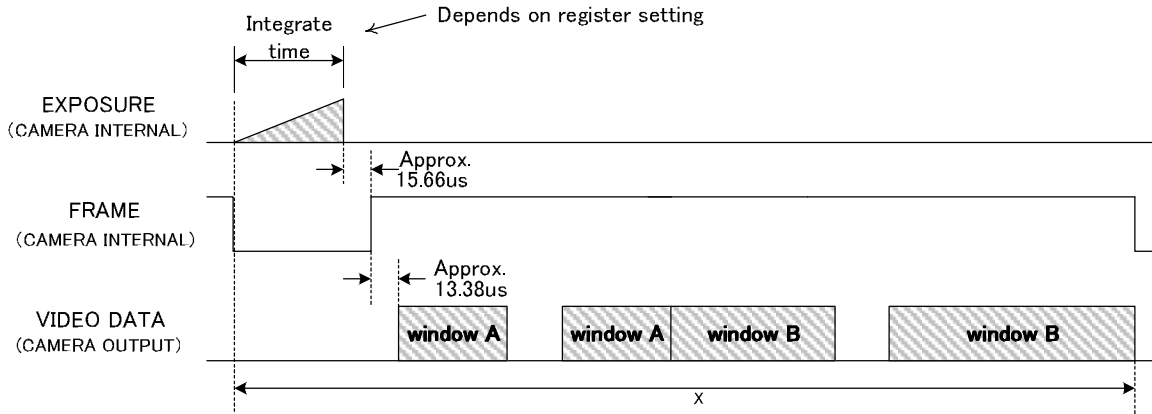 Depends on register setting
Integrate
time
EXPOSURE
(CAMERA INTERNAL)
Approx.
15.66us
FRAME
(CAMERA INTERNAL)
Approx.
13.38us
VIDEO DATA
(CAMERA OUTPUT)
window A
window A
window B
window B
X